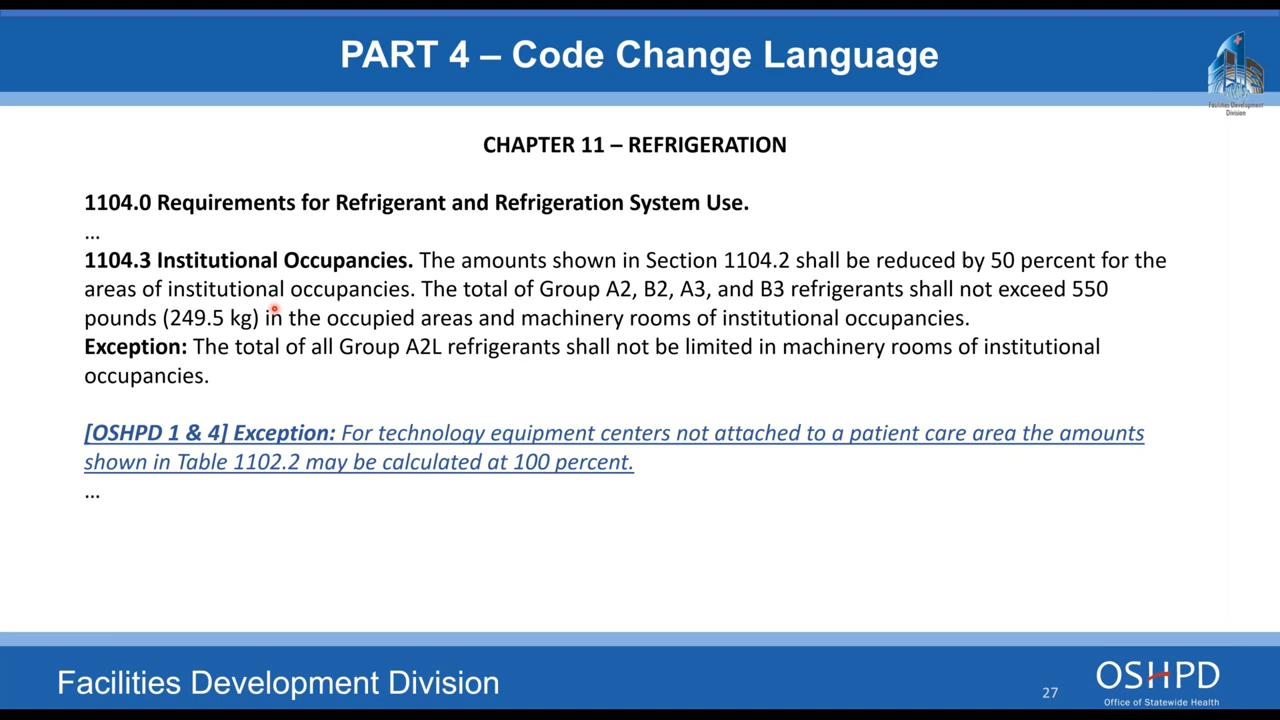 PART 4 – Code Change Language
Facilities Development
Division
CHAPTER 11 – REFRIGERATION
1104.0 Requirements for Refrigerant and Refrigeration System Use.
…
1104.3 Institutional Occupancies. The amounts shown in Section 1104.2 shall be reduced by 50 percent for the
areas of institutional occupancies. The total of Group A2, B2, A3, and B3 refrigerants shall not exceed 550
pounds (249.5 kg) in the occupied areas and machinery rooms of institutional occupancies.
Exception: The total of all Group A2L refrigerants shall not be limited in machinery rooms of institutional
occupancies.
[OSHPD 1 & 4] Exception: For technology equipment centers not attached to a patient care area the amounts
shown in Table 1102.2 may be calculated at 100 percent.
…
Facilities Development Division
27
OSHPD
Office of Statewide Health